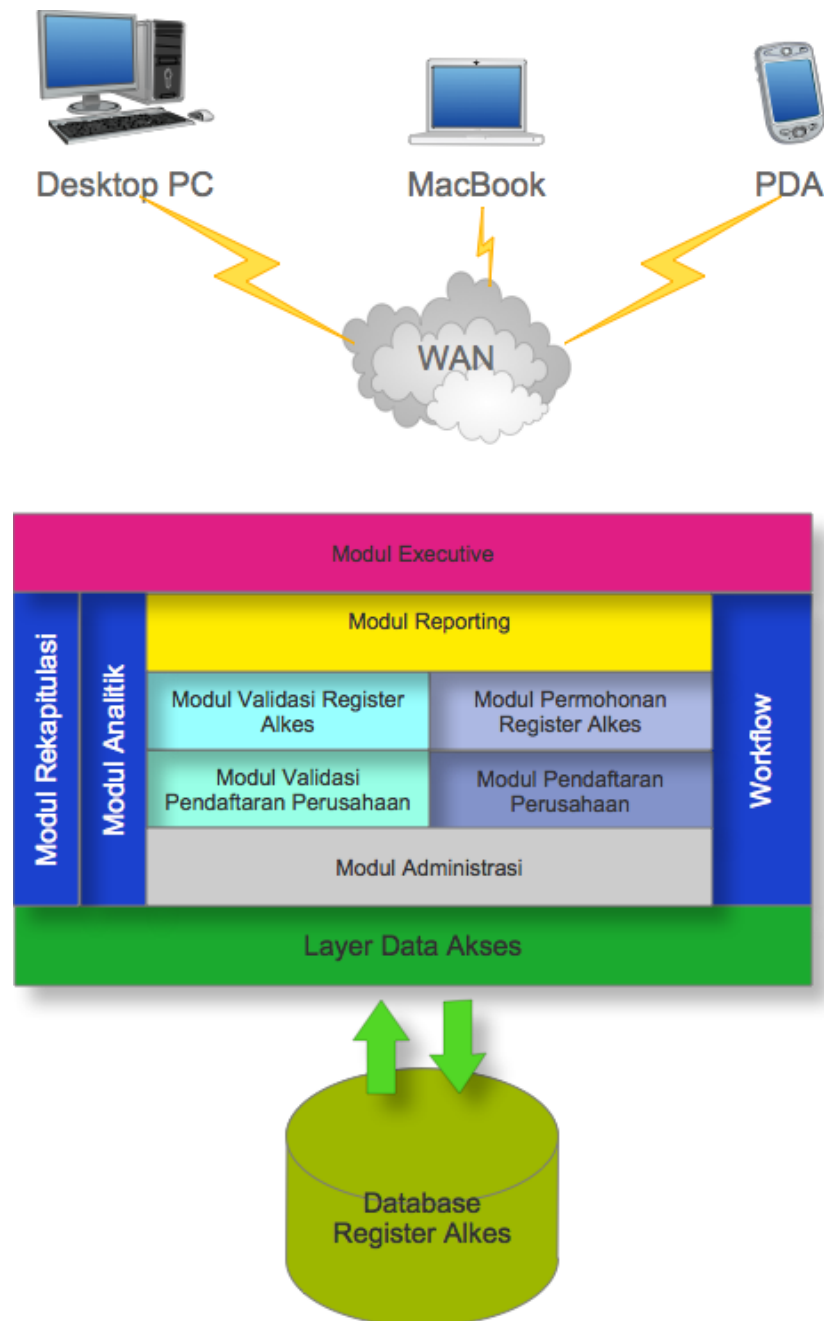 Desktop PC
MacBook
PDA
WAN
Modul Executive
Modul Rekapitulasi
Modul Analitik
Modul Reporting
Modul Validasi Register
Alkes
Modul Permohonan
Register Alkes
Modul Validasi
Pendaftaran Perusahaan
Modul Pendaftaran
Perusahaan
Modul Administrasi
Workflow
Layer Data Akses
Database
Register Alkes